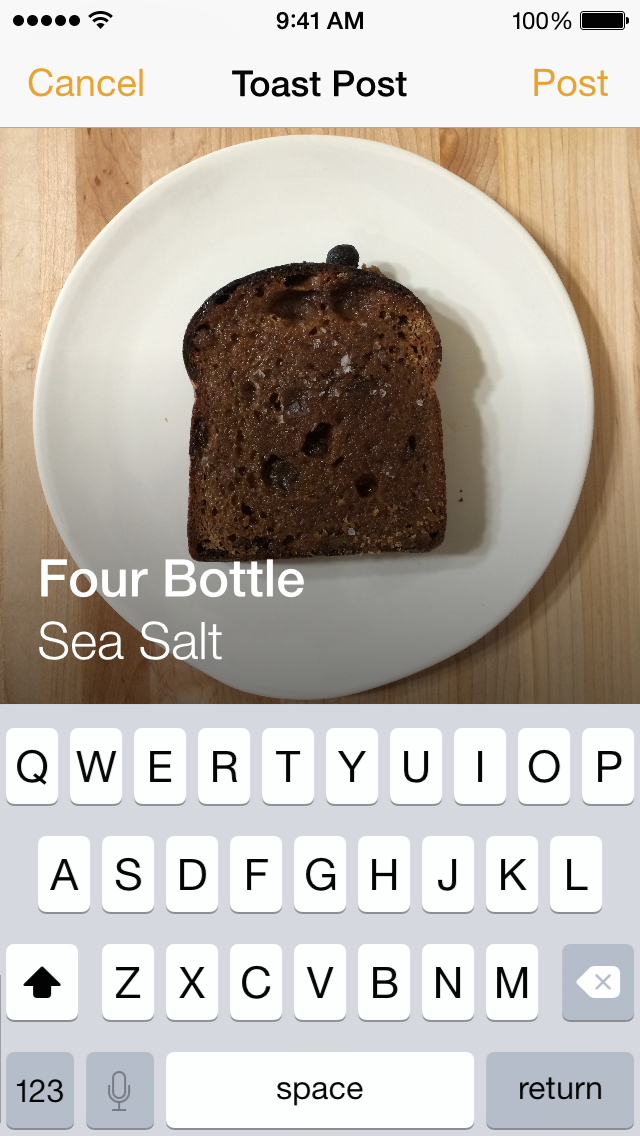 9:41 AM 100%
Cancel Toast Post Post
Four Bottle
Sea Salt
Q W E R T Y U I O P
A S D F G H J K L
Z X C V B N M
123 space return